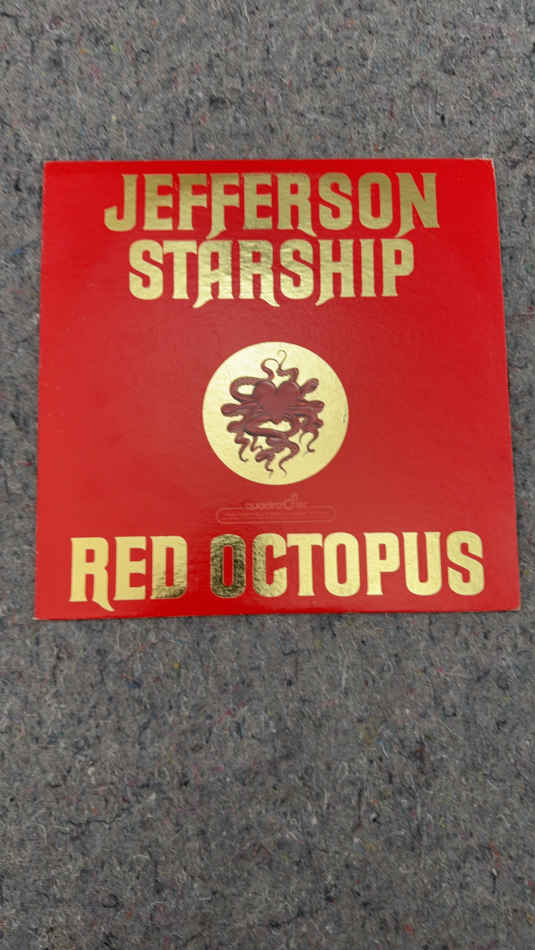 JEFFERSON
STARSHIP
quadradisc
RED OCTOPUS